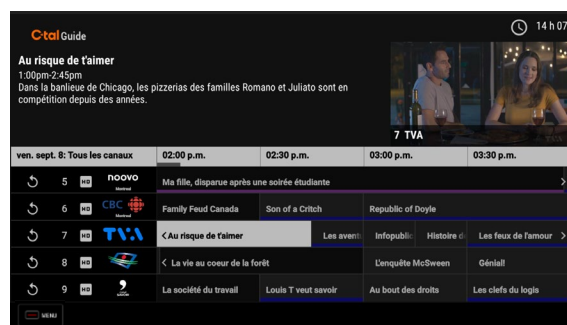 C·tal Guide
14 h 07
Au risque de t'aimer
1:00pm-2:45pm
Dans la banlieue de Chicago, les pizzerias des familles Romano et Juliato sont en
compétition depuis des années.
7 TVA
ven. sept. 8: Tous les canaux 02:00 p.m. 02:30 p.m. 03:00 p.m. 03:30 p.m.
5 HD noovo Montréal Ma fille, disparue après une soirée étudiante
6 HD CBC Montréal Family Feud Canada Son of a Critch Republic of Doyle
7 HD TVA Au risque de t'aimer Les avent Infopublic Histoire d Les feux de l'amour
8 HD La vie au coeur de la forêt L'enquête McSween Génial!
9 HD La société du travail Louis T veut savoir Au bout des droits Les clefs du logis
MENU